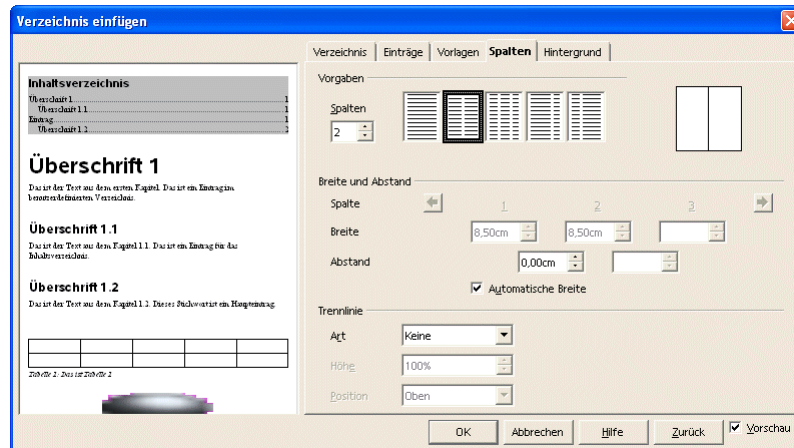 Verzeichnis einfügen
Verzeichnis Einträge Vorlagen Spalten Hintergrund
Inhaltsverzeichnis
Überschrift 1 1
Überschrift 1.1 1
Eintrag 1
Überschrift 1.2 2
Überschrift 1
Das ist der Text aus dem ersten Kapitel. Das ist ein Eintrag im
benutzerdefinierten Verzeichnis.
Überschrift 1.1
Das ist der Text aus dem Kapitel 1.1. Das ist ein Eintrag für das
Inhaltsverzeichnis.
Überschrift 1.2
Das ist der Text aus dem Kapitel 1.2. Dieses Stichwort ist ein Haupteintrag.
Tabelle 2: Das ist Tabelle 2
Vorgaben
Spalten
2
Breite und Abstand
Spalte 1 2 3
Breite 8,50cm 8,50cm
Abstand 0,00cm
Automatische Breite
Trennlinie
Art Keine
Höhe 100%
Position Oben
OK Abbrechen Hilfe Zurück Vorschau